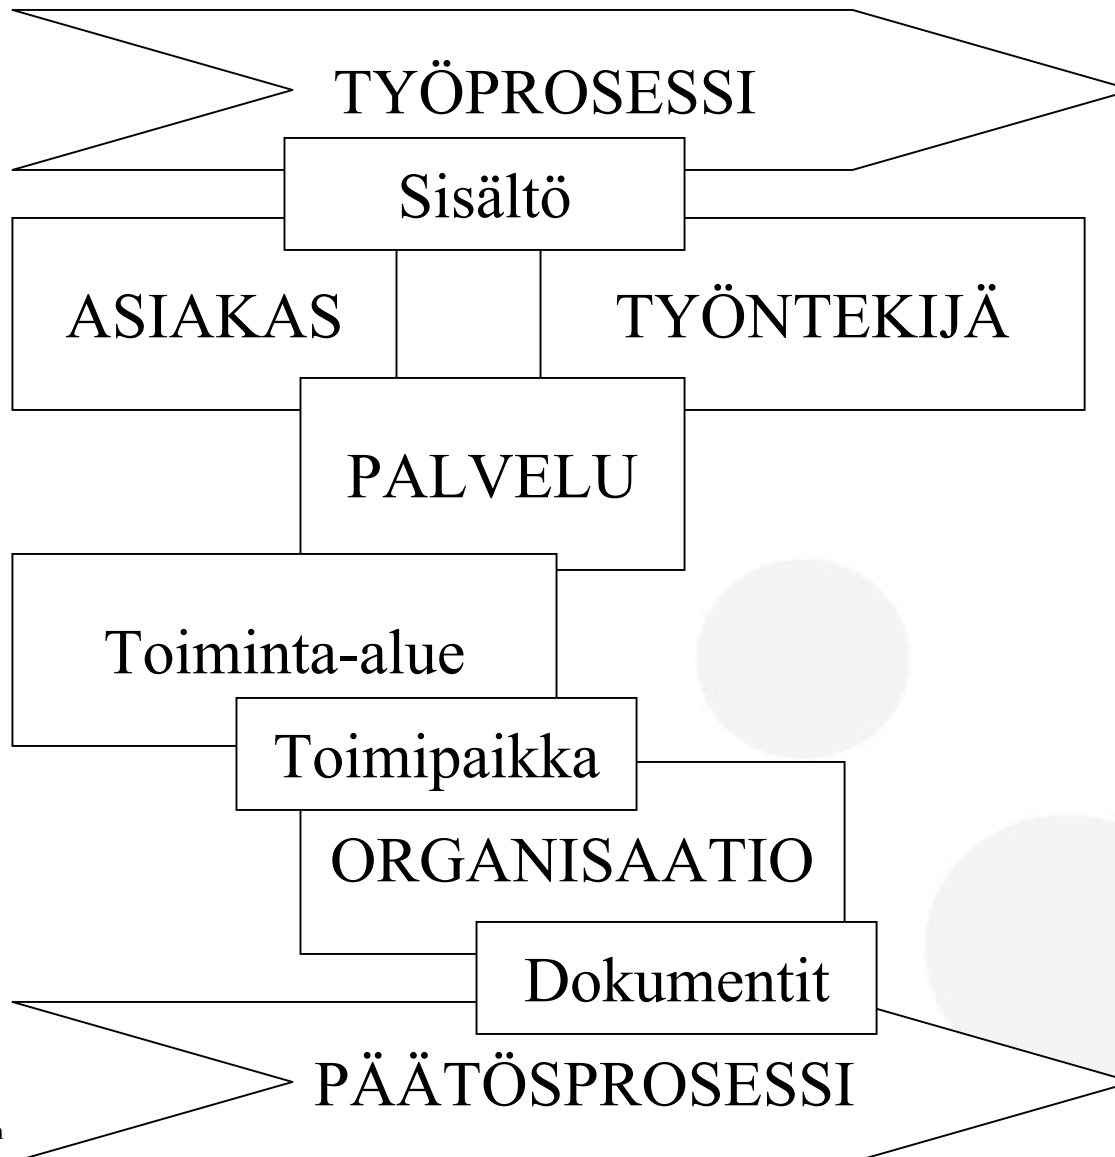 TYÖPROSESSI
Sisältö
ASIAKAS
TYÖNTEKIJÄ
PALVELU
Toiminta-alue
Toimipaikka
ORGANISAATIO
Dokumentit
PÄÄTÖSPROSESSI